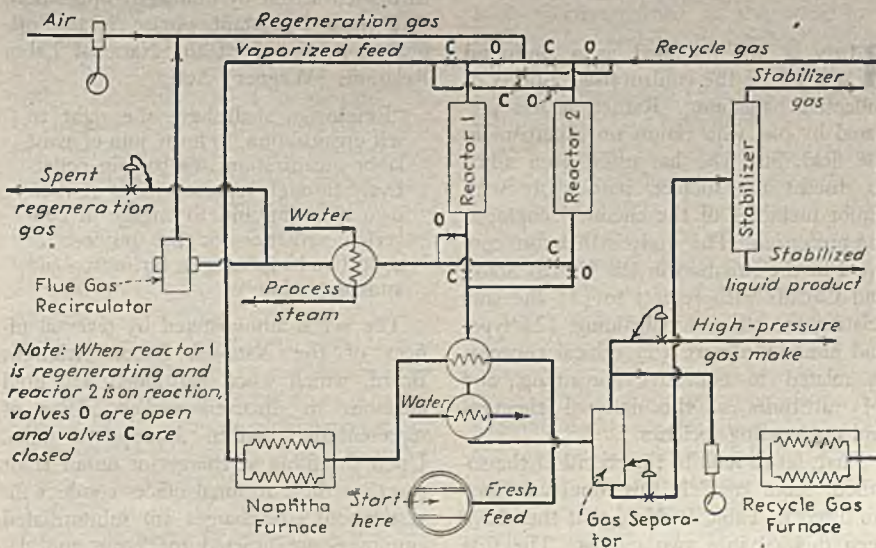 Air
Regeneration gas
Vaporized feed
C O
C O
Recycle gas
Stabilizer
gas
C
O
Reactor 1
Reactor 2
Stabilizer
Spent
regeneration
gas
Water
O
C
C
O
Stabilized
liquid product
Flue Gas
Recirculator
Process
steam
High-pressure
gas make
Note: When reactor 1
is regenerating and
reactor 2 is on reaction,
valves O are open
and valves C are
closed
Water
Naphtha
Furnace
Start
here
Fresh
feed
Gas Separa-
tor
Recycle Gas
Furnace